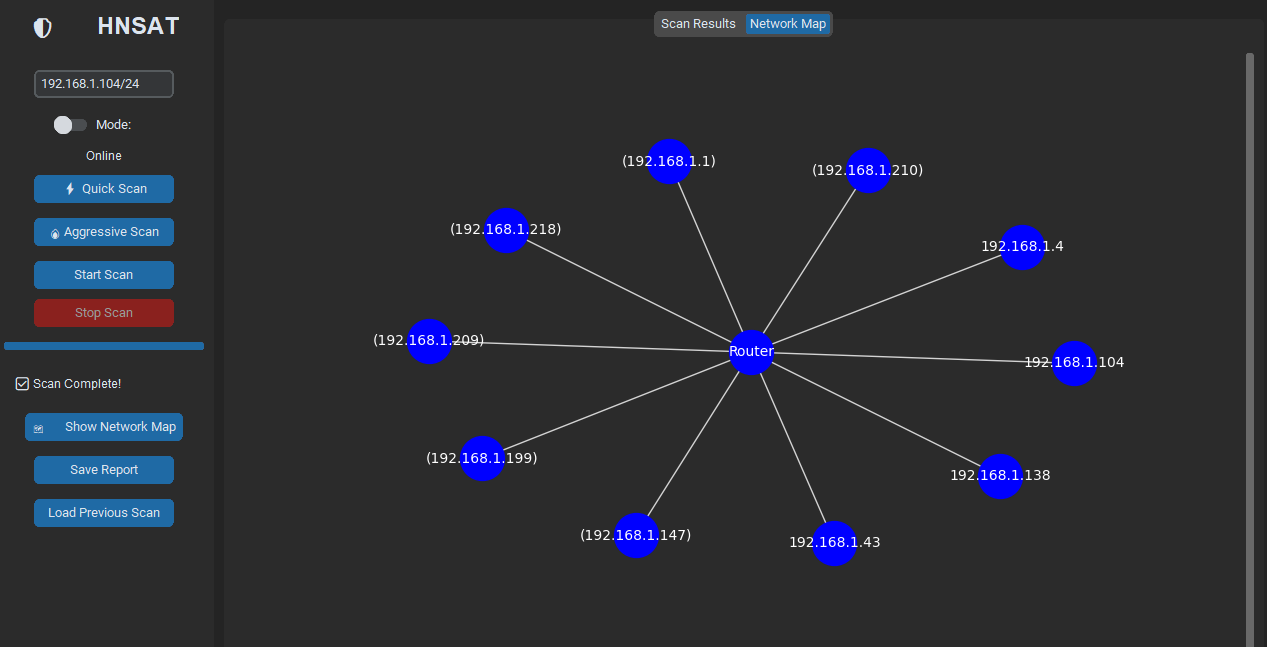 HNSAT
192.168.1.104/24
Mode:
Online
Quick Scan
Aggressive Scan
Start Scan
Stop Scan
Scan Complete!
Show Network Map
Save Report
Load Previous Scan
Scan Results
Network Map
(192.168.1.1)
(192.168.1.210)
(192.168.1.218)
192.168.1.4
(192.168.1.209)
Router
192.168.1.104
(192.168.1.199)
192.168.1.138
(192.168.1.147)
192.168.1.43